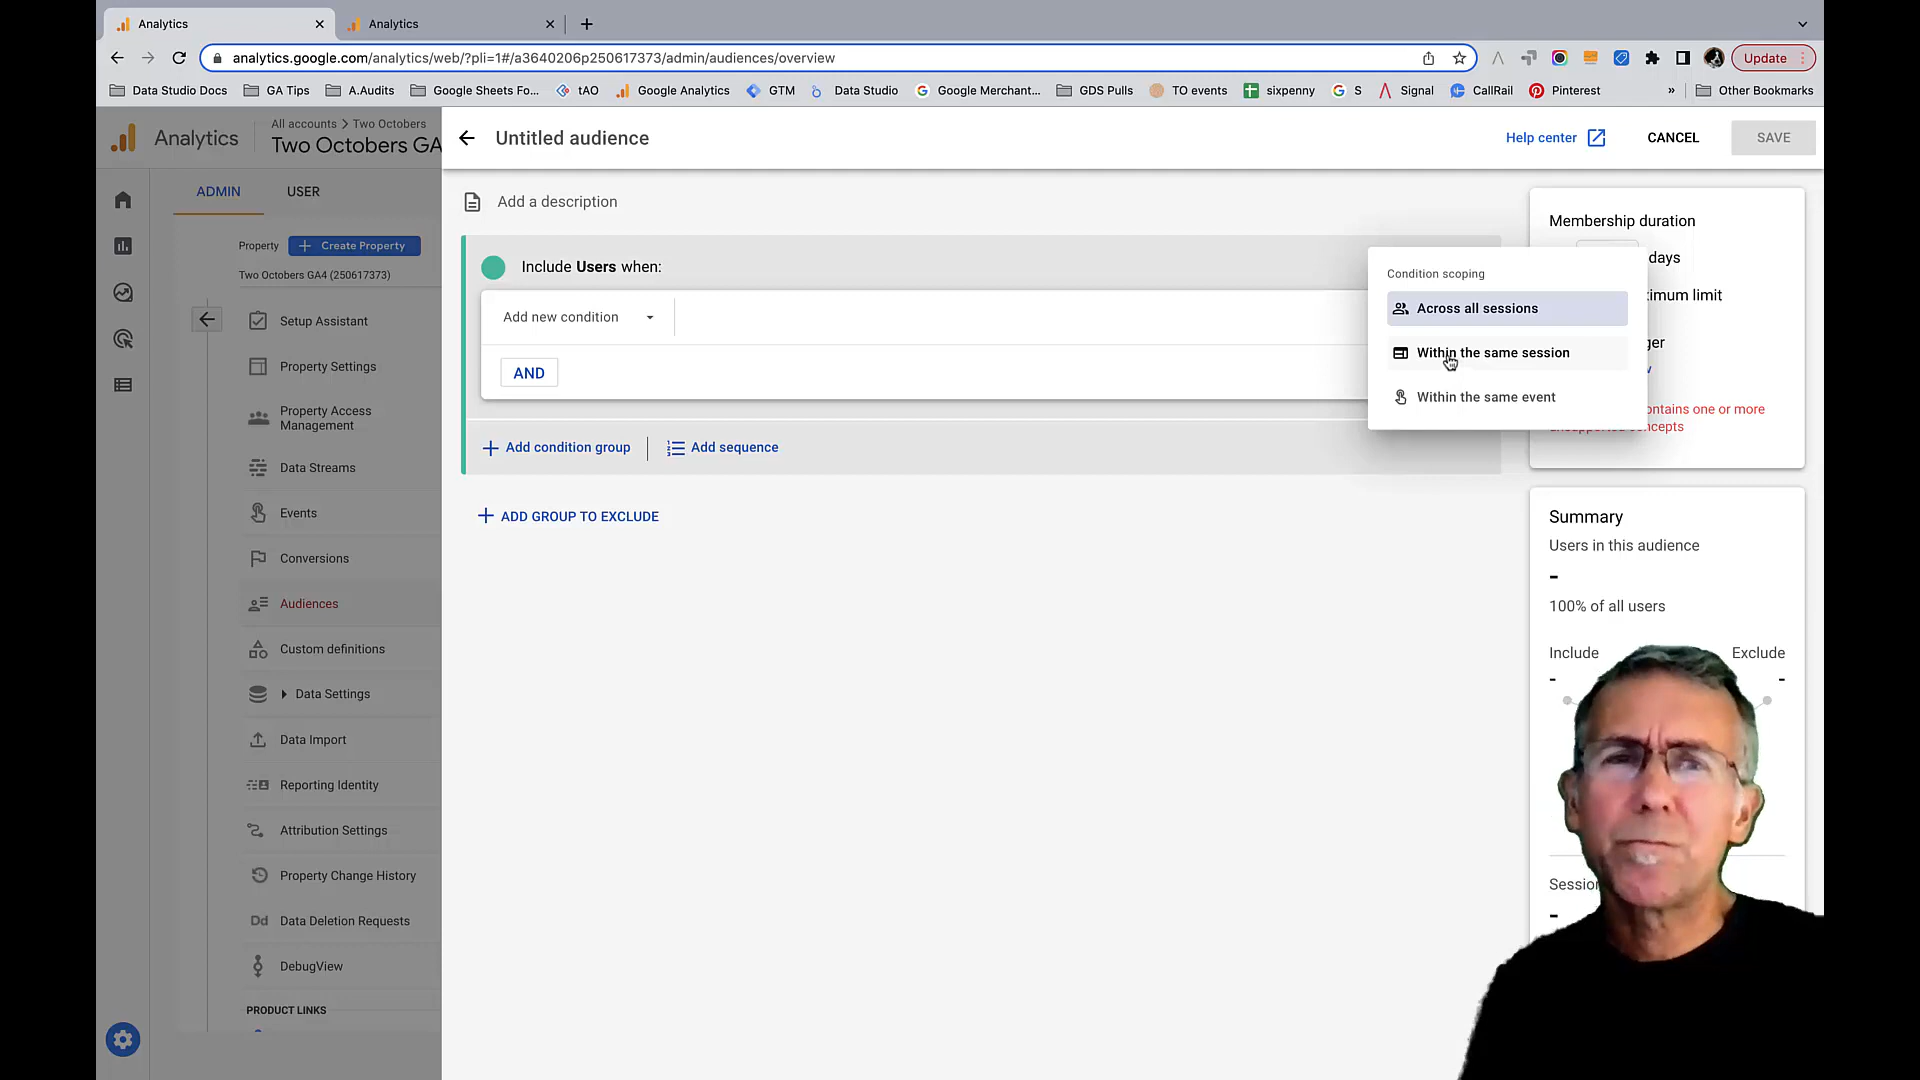 Analytics
Analytics
analytics.google.com/analytics/web/?pli=1#/a3640206p250617373/admin/audiences/overview
Update
Data Studio Docs
GA Tips
A.Audits
Google Sheets Fo...
tAO
Google Analytics
GTM
Data Studio
Google Merchant...
GDS Pulls
TO events
sixpenny
S
Signal
CallRail
Pinterest
»
Other Bookmarks
Analytics
All accounts > Two Octobers
Two Octobers GA
Untitled audience
Help center
CANCEL
SAVE
ADMIN
USER
Property
Create Property
Two Octobers GA4 (250617373)
Setup Assistant
Property Settings
Property Access
Management
Data Streams
Events
Conversions
Audiences
Custom definitions
Data Settings
Data Import
Reporting Identity
Attribution Settings
Property Change History
Dd Data Deletion Requests
DebugView
PRODUCT LINKS
Add a description
Include Users when:
Add new condition
AND
Add condition group
Add sequence
ADD GROUP TO EXCLUDE
Condition scoping
Across all sessions
Within the same session
Within the same event
Membership duration
days
imum limit
ger
ontains one or more
Summary
Users in this audience
-
100% of all users
Include
Exclude
-
-
Session
-